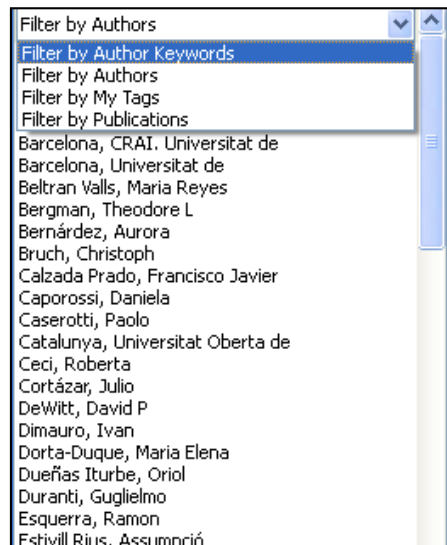 Filter by Authors
Filter by Author Keywords
Filter by Authors
Filter by My Tags
Filter by Publications
Barcelona, CRAI. Universitat de
Barcelona, Universitat de
Beltran Valls, Maria Reyes
Bergman, Theodore L
Bernárdez, Aurora
Bruch, Christoph
Calzada Prado, Francisco Javier
Caporossi, Daniela
Caserotti, Paolo
Catalunya, Universitat Oberta de
Ceci, Roberta
Cortázar, Julio
DeWitt, David P
Dimauro, Ivan
Dorta-Duque, Maria Elena
Dueñas Iturbe, Oriol
Duranti, Guglielmo
Esquerra, Ramon
Estivill Rius, Assumpció